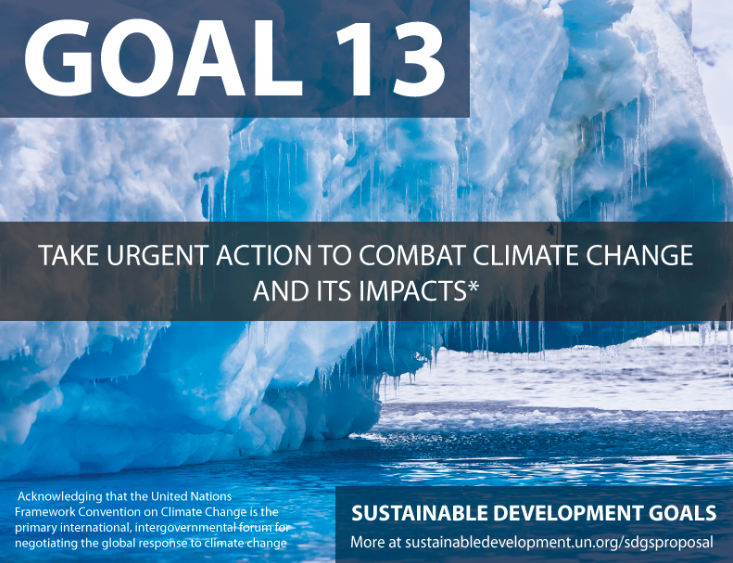 GOAL 13
TAKE URGENT ACTION TO COMBAT CLIMATE CHANGE
AND ITS IMPACTS*
Acknowledging that the United Nations
Framework Convention on Climate Change is the
primary international, intergovernmental forum for
negotiating the global response to climate change
SUSTAINABLE DEVELOPMENT GOALS
More at sustainabledevelopment.un.org/sdgsproposal